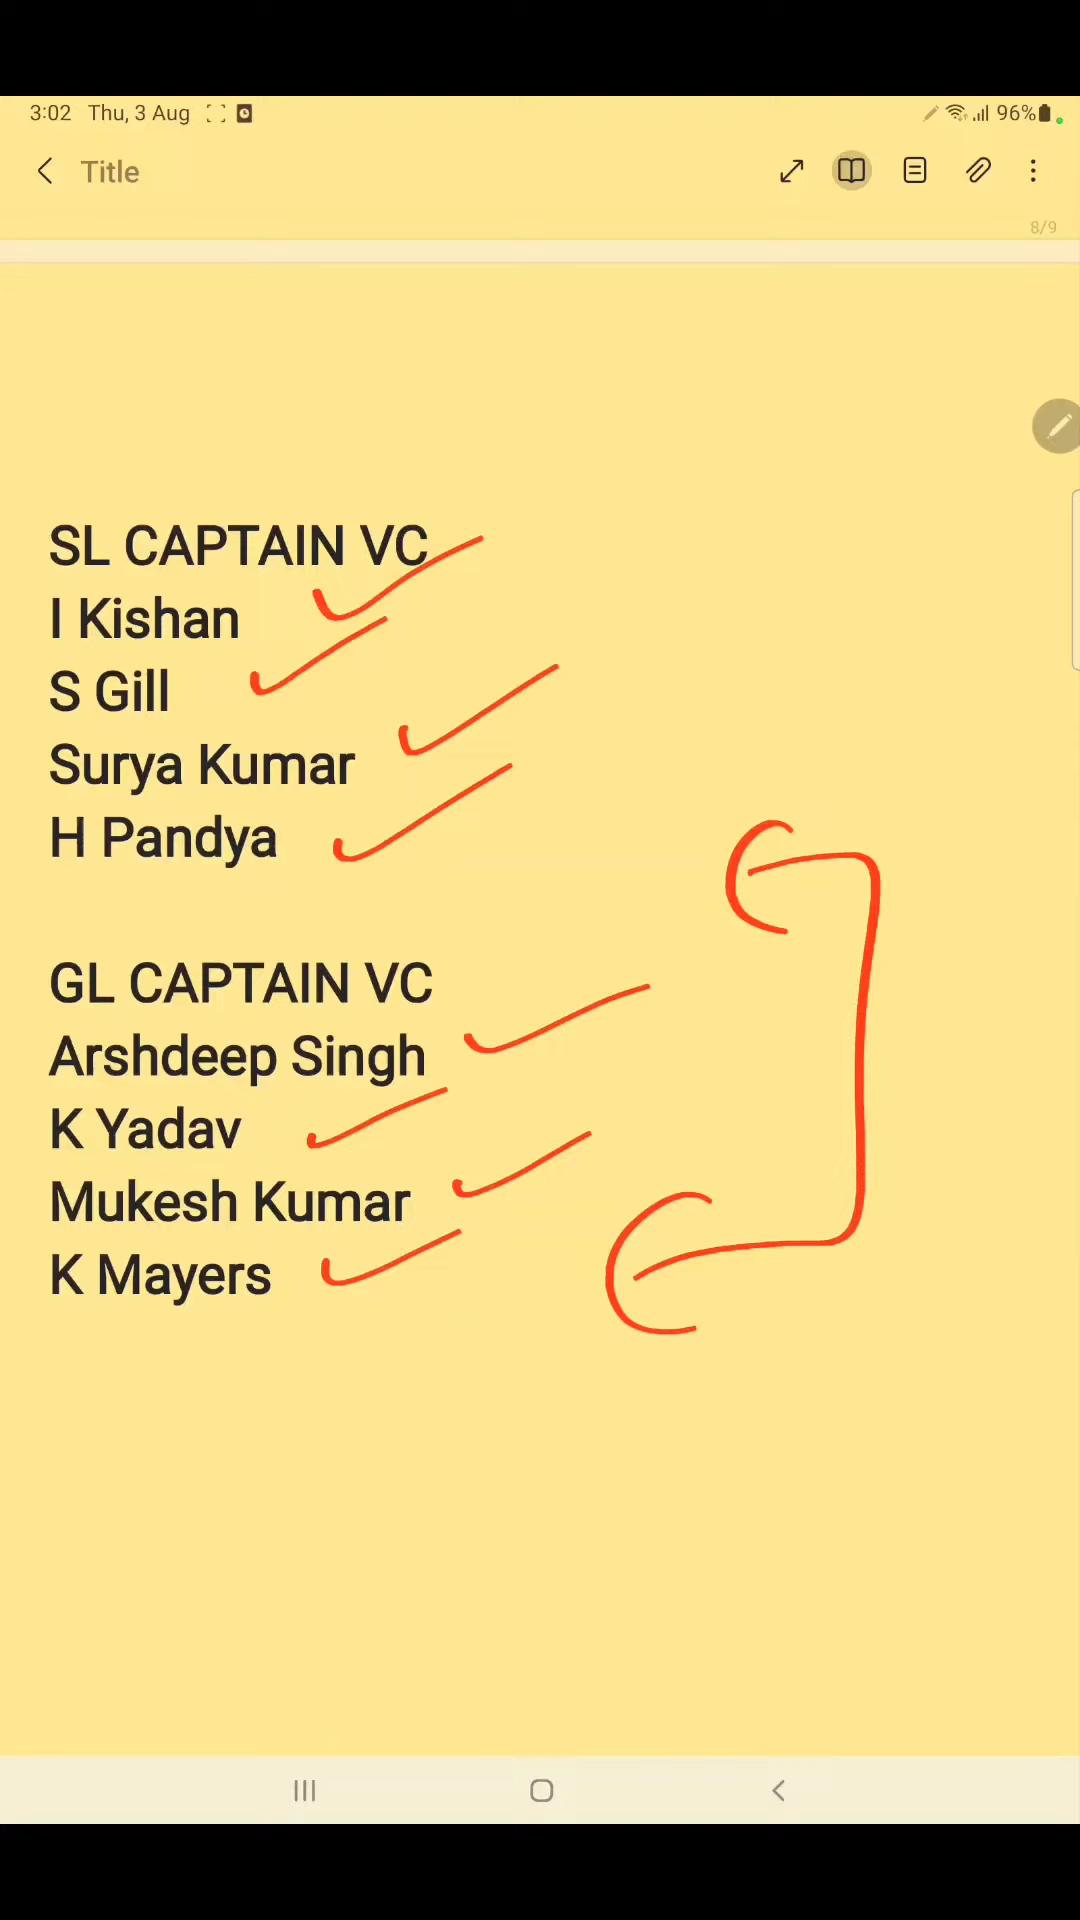 3:02 Thu, 3 Aug 96%
Title
8/9
SL CAPTAIN VC
I Kishan
S Gill
Surya Kumar
H Pandya
GL CAPTAIN VC
Arshdeep Singh
K Yadav
Mukesh Kumar
K Mayers